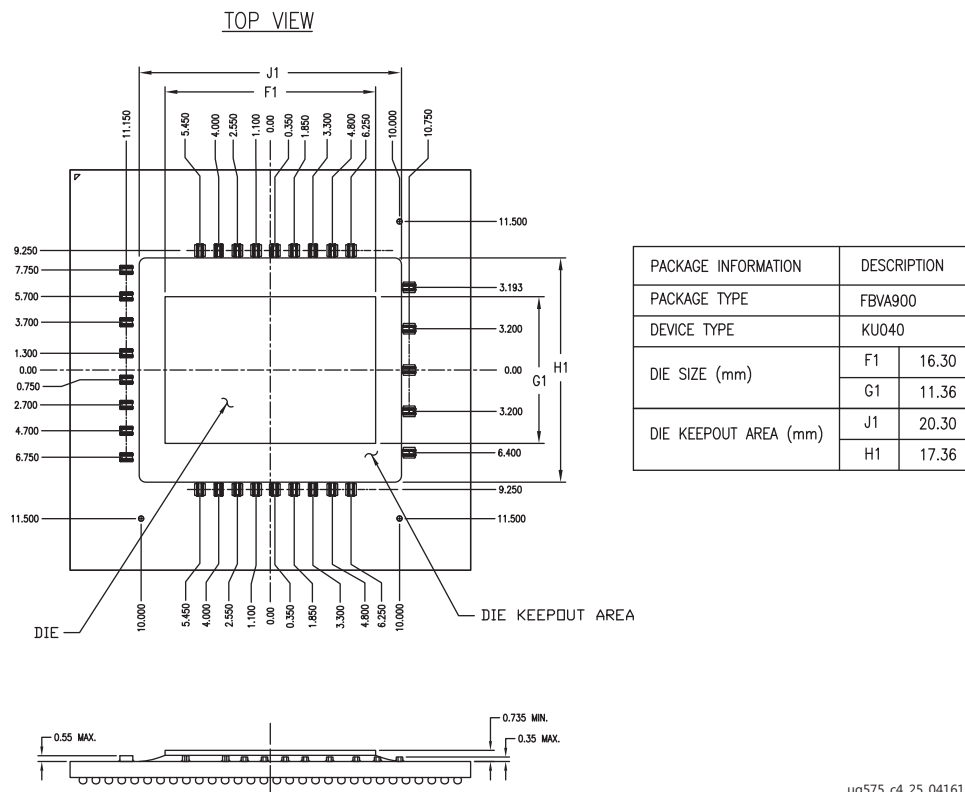 TOP VIEW
J1
F1
11.150
5.450
4.000
2.550
1.100
0.00
0.350
1.850
3.300
4.800
6.250
10.000
10.750
11.500
9.250
7.750
5.700
3.700
1.300
0.00
0.750
2.700
4.700
6.750
11.500
3.193
3.200
0.00
3.200
6.400
9.250
11.500
G1
H1
10.000
5.450
4.000
2.550
1.100
0.00
0.350
1.850
3.300
4.800
6.250
10.000
DIE
DIE KEEPOUT AREA
PACKAGE INFORMATION DESCRIPTION
PACKAGE TYPE FBVA900
DEVICE TYPE KU040
DIE SIZE (mm) F1 16.30
G1 11.36
DIE KEEPOUT AREA (mm) J1 20.30
H1 17.36
0.55 MAX.
0.735 MIN.
0.35 MAX.
ug575_c4_25_04161